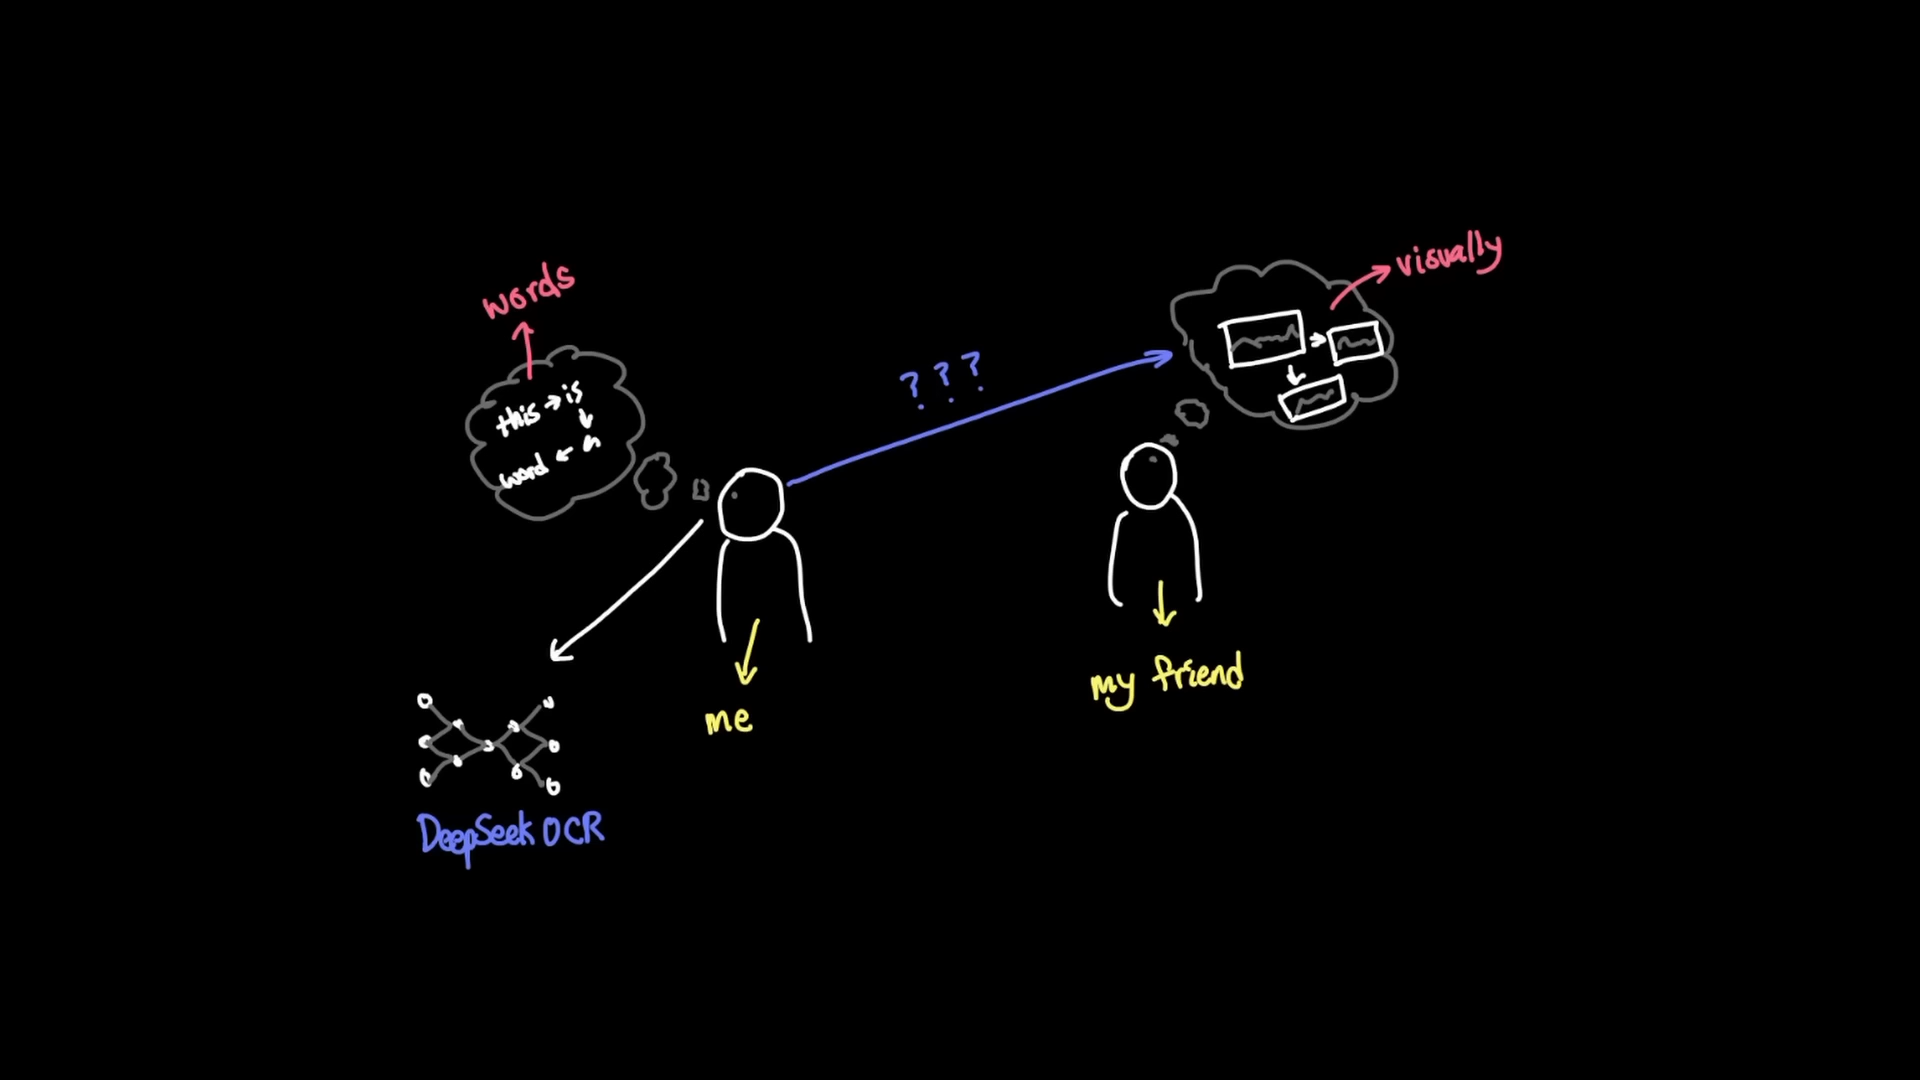 words
this → is
↓
word ← a
???
visually
me
my friend
DeepSeek OCR